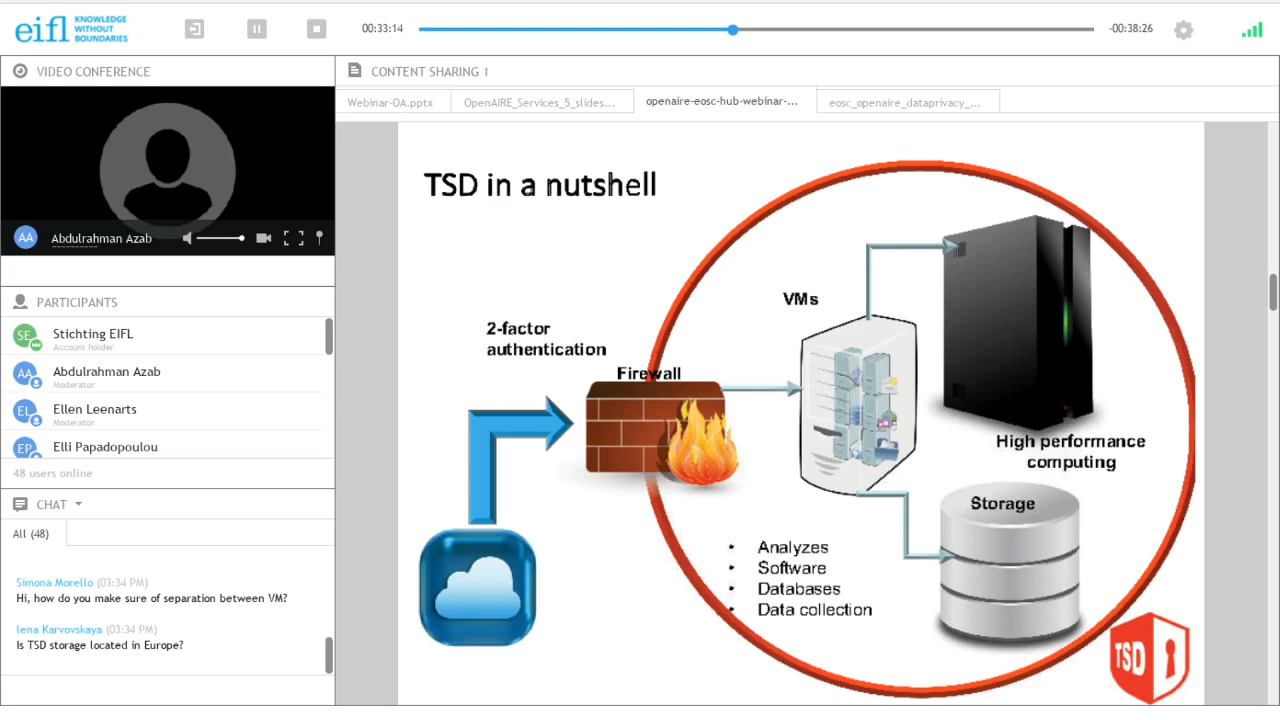 eifl KNOWLEDGE
WITHOUT
BOUNDARIES
00:33:14
-00:38:26
VIDEO CONFERENCE
AA Abdulrahman Azab
PARTICIPANTS
SE Stichting EIFL
Account holder
AA Abdulrahman Azab
Moderator
EL Ellen Leenarts
Moderator
EP Elli Papadopoulou
48 users online
CHAT
All (48)
Simona Morello (03:34 PM)
Hi, how do you make sure of separation between VM?
Iena Karvovskaya (03:34 PM)
Is TSD storage located in Europe?
CONTENT SHARING 1
Webinar-OA.pptx
OpenAIRE_Services_5_slides...
openaire-eosc-hub-webinar-...
eosc_openaire_dataprivacy_...
TSD in a nutshell
2-factor
authentication
Firewall
VMs
High performance
computing
Storage
• Analyzes
• Software
• Databases
• Data collection
TSD